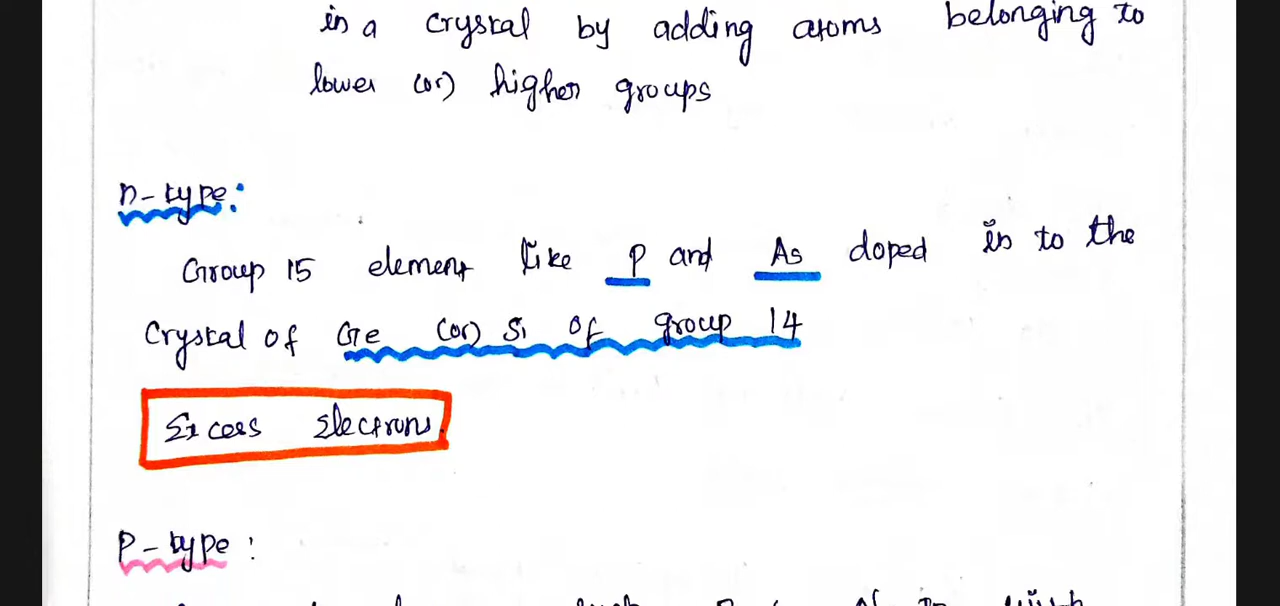 in a crystal by adding atoms belonging to
lower (or) higher groups
n-type:
Group 15 element like P and As doped in to the
Crystal of Ge (or) Si of group 14
Excess Electrons.
P-type: